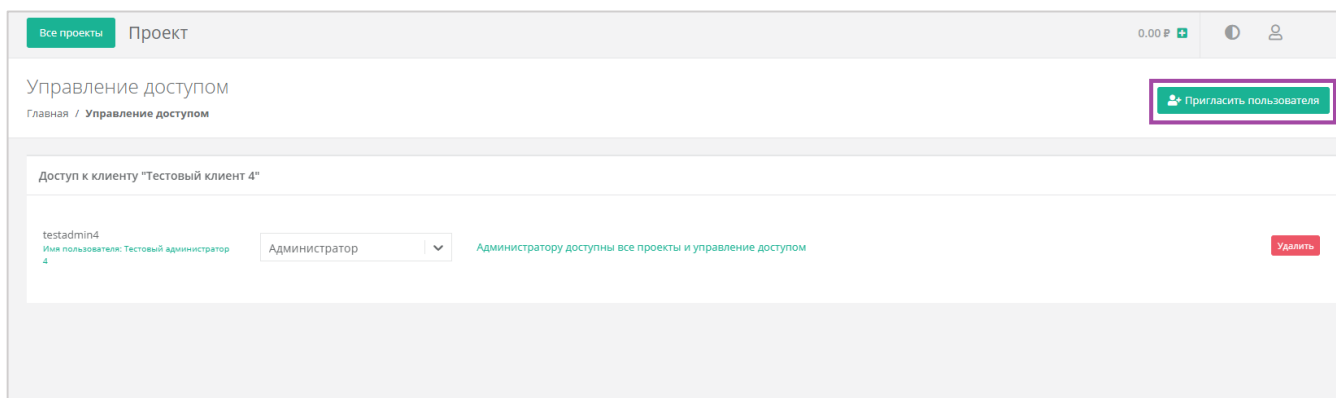 Все проекты Проект 0.00 ₽
Управление доступом
Пригласить пользователя
Главная / Управление доступом
Доступ к клиенту "Тестовый клиент 4"
testadmin4
Имя пользователя: Тестовый администратор
4
Администратор
Администратору доступны все проекты и управление доступом
Удалить